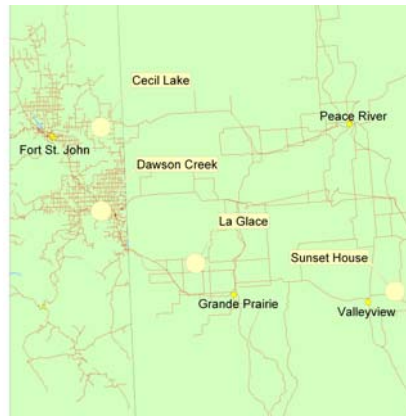 Cecil Lake
Peace River
Fort St. John
Dawson Creek
La Glace
Sunset House
Grande Prairie
Valleyview